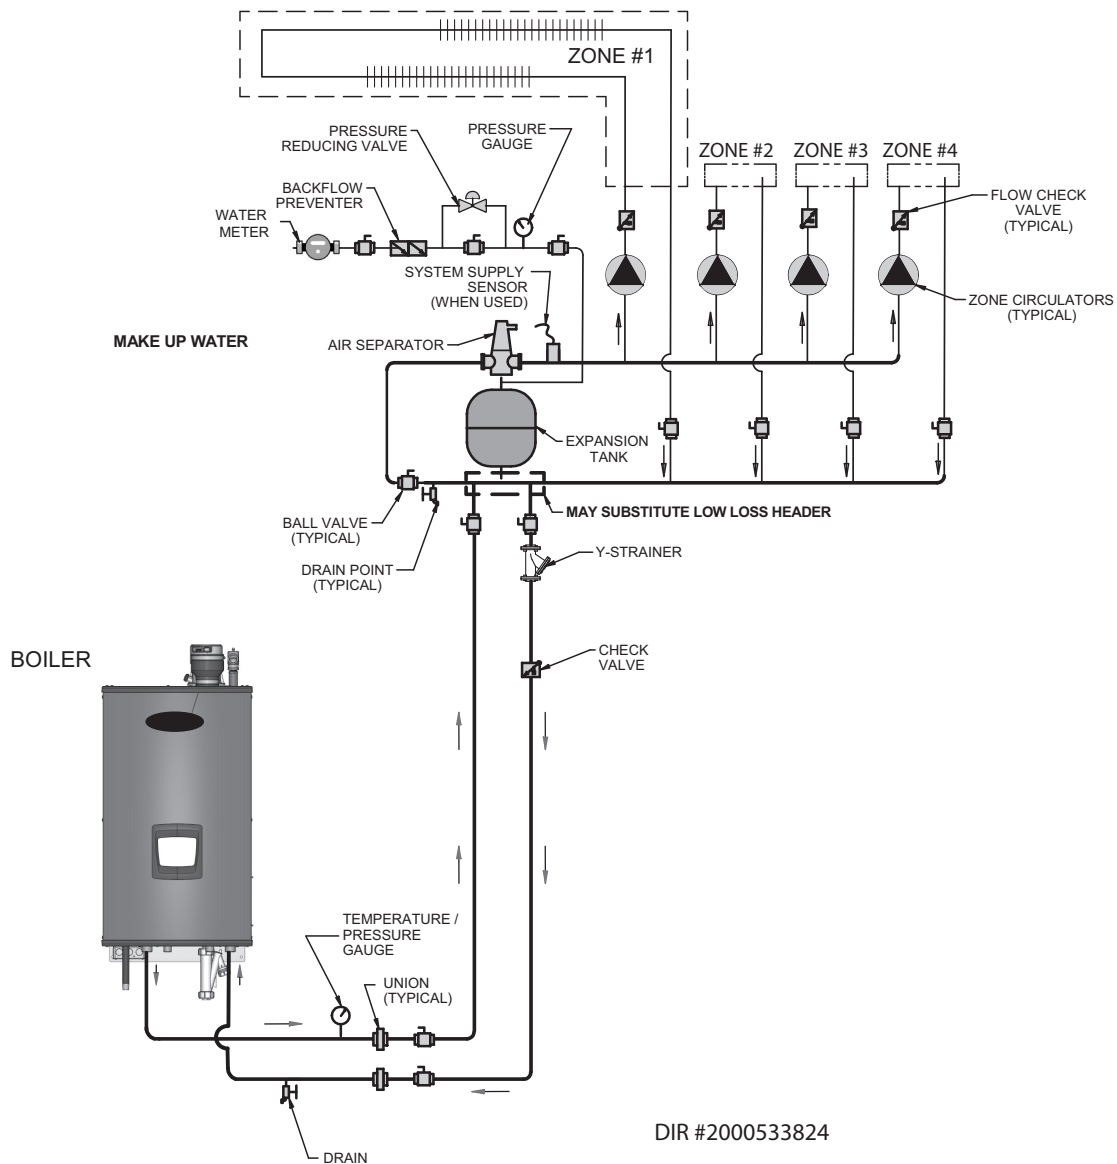 ZONE #1
PRESSURE
REDUCING VALVE
PRESSURE
GAUGE
ZONE #2
ZONE #3
ZONE #4
BACKFLOW
PREVENTER
FLOW CHECK
VALVE
(TYPICAL)
WATER
METER
SYSTEM SUPPLY
SENSOR
(WHEN USED)
ZONE CIRCULATORS
(TYPICAL)
MAKE UP WATER
AIR SEPARATOR
EXPANSION
TANK
MAY SUBSTITUTE LOW LOSS HEADER
BALL VALVE
(TYPICAL)
Y-STRAINER
DRAIN POINT
(TYPICAL)
BOILER
CHECK
VALVE
TEMPERATURE /
PRESSURE
GAUGE
UNION
(TYPICAL)
DRAIN
DIR #2000533824